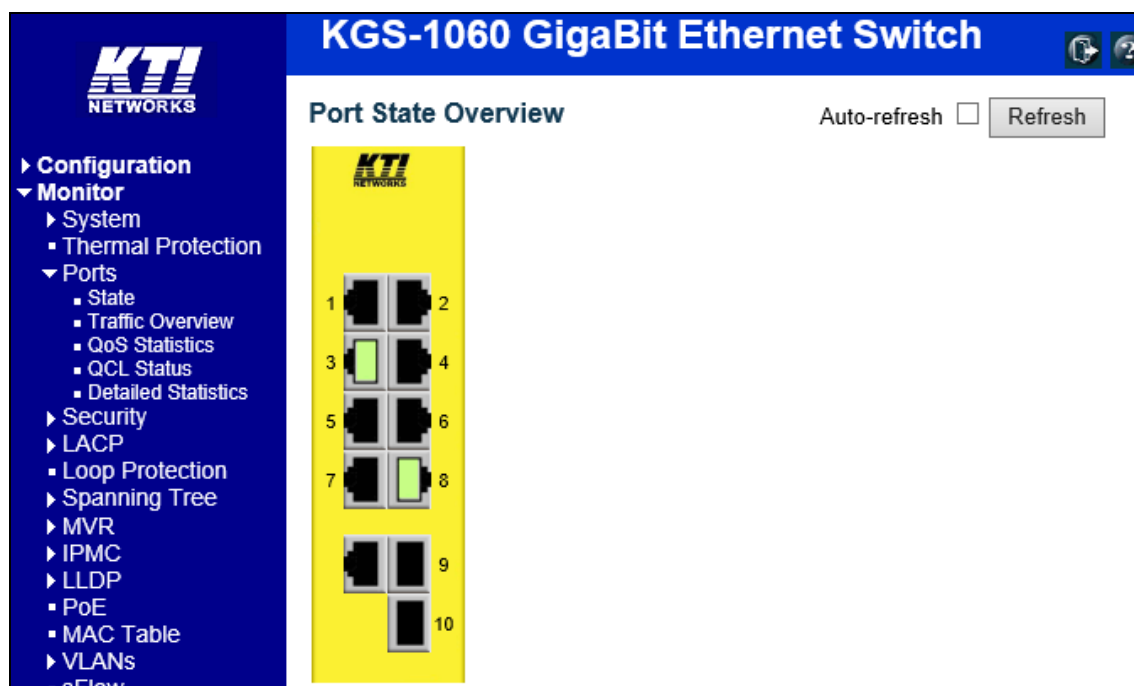 KTI
NETWORKS
KGS-1060 GigaBit Ethernet Switch
?
Configuration
Monitor
System
Thermal Protection
Ports
State
Traffic Overview
QoS Statistics
QCL Status
Detailed Statistics
Security
LACP
Loop Protection
Spanning Tree
MVR
IPMC
LLDP
PoE
MAC Table
VLANs
Port State Overview
Auto-refresh Refresh
KTI
NETWORKS
1 2
3 4
5 6
7 8
9
10